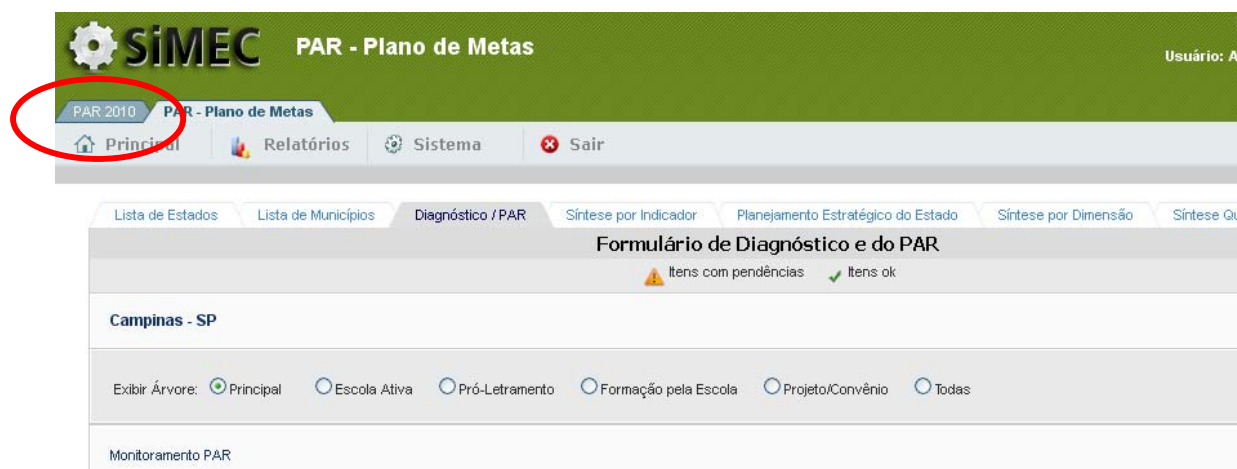 SiMEC PAR - Plano de Metas
Usuário: A
PAR 2010 PAR - Plano de Metas
Principal Relatórios Sistema Sair
Lista de Estados Lista de Municípios Diagnóstico / PAR Síntese por Indicador Planejamento Estratégico do Estado Síntese por Dimensão Síntese Qu
Formulário de Diagnóstico e do PAR
Itens com pendências Itens ok
Campinas - SP
Exibir Árvore: Principal Escola Ativa Pró-Letramento Formação pela Escola Projeto/Convênio Todas
Monitoramento PAR